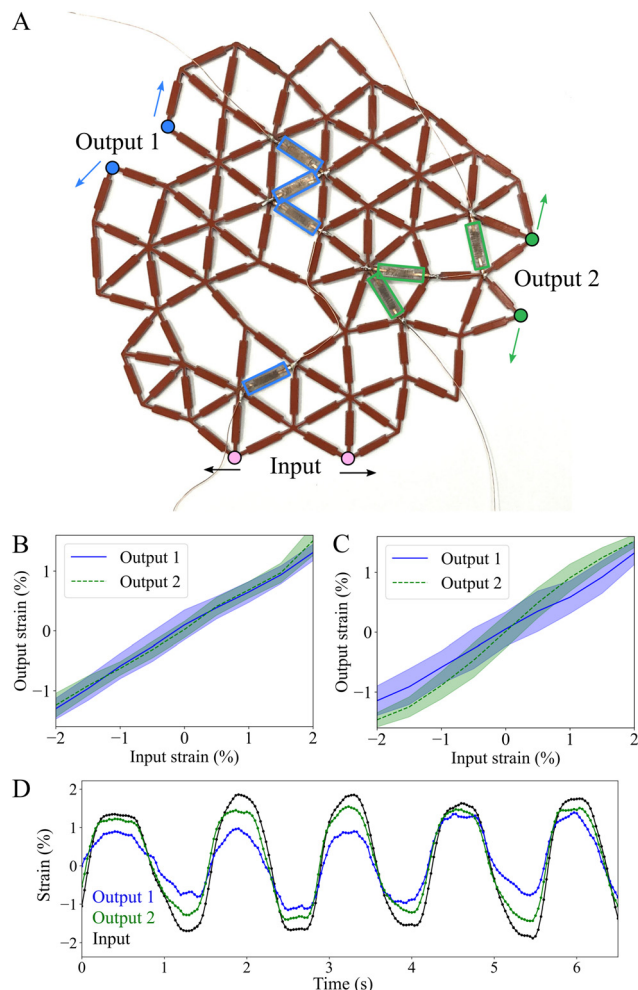 A
Output 1
Output 2
Input
B
Output 1
Output 2
Output strain (%)
1
0
−1
−2
−1
0
1
2
Input strain (%)
C
Output 1
Output 2
Output strain (%)
1
0
−1
−2
−1
0
1
2
Input strain (%)
D
Strain (%)
2
1
0
−1
−2
Output 1
Output 2
Input
0
1
2
3
4
5
6
Time (s)